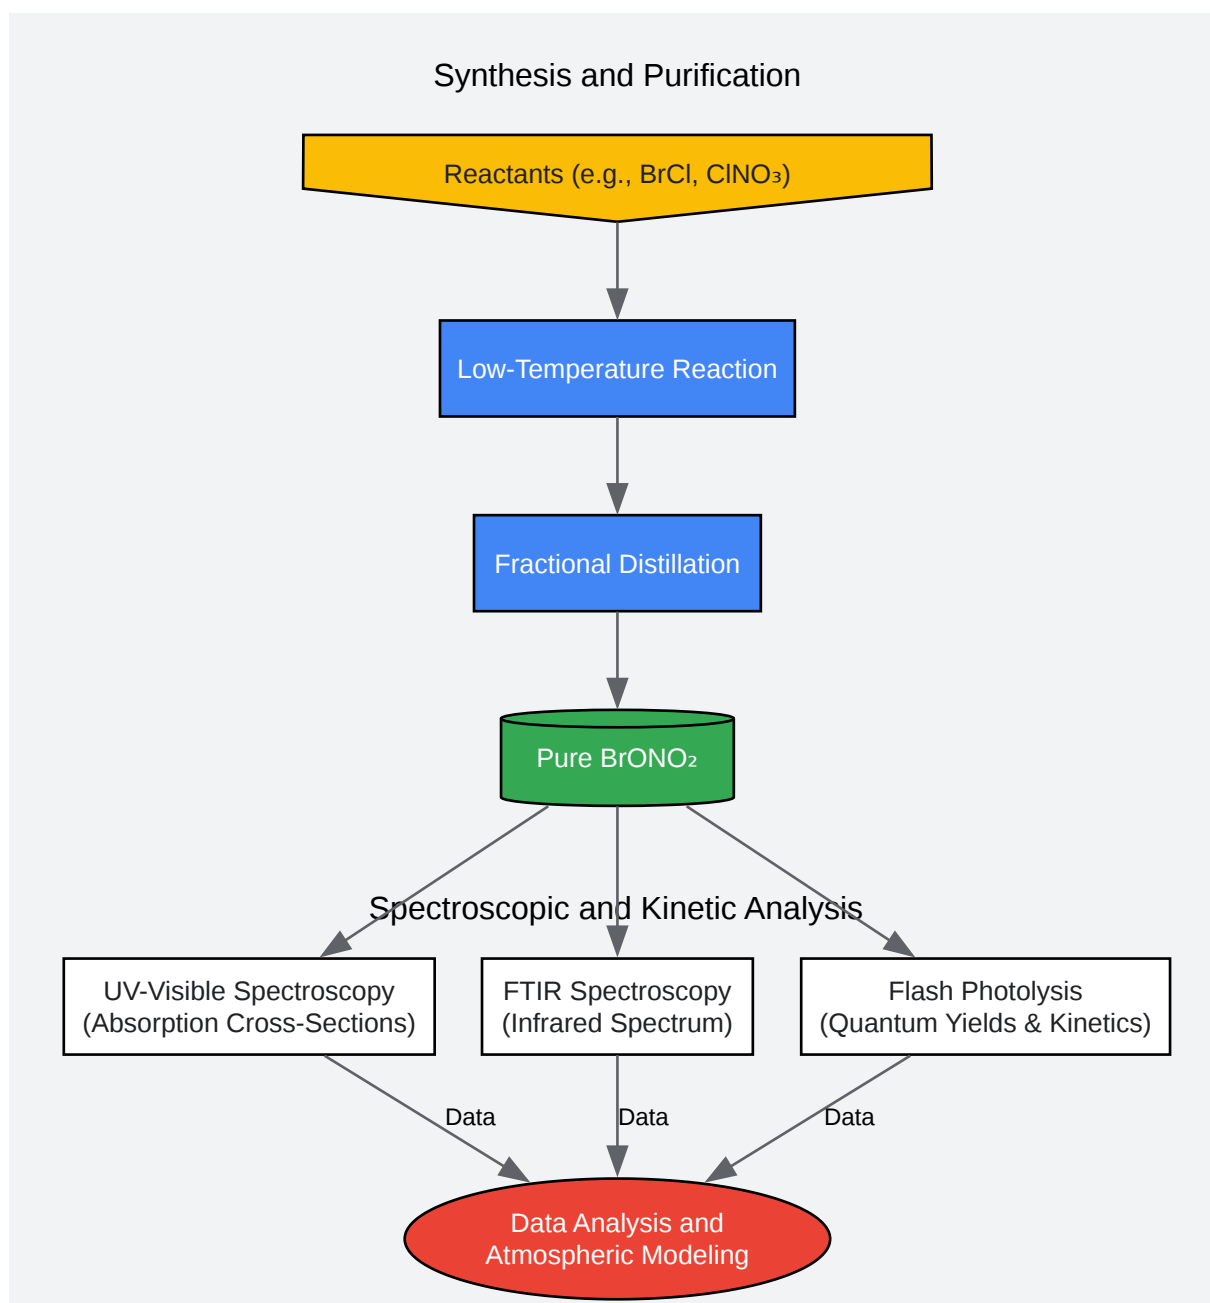 Synthesis and Purification
Reactants (e.g., BrCl, ClNO₃)
Low-Temperature Reaction
Fractional Distillation
Pure BrONO₂
Spectroscopic and Kinetic Analysis
UV-Visible Spectroscopy
(Absorption Cross-Sections)
FTIR Spectroscopy
(Infrared Spectrum)
Flash Photolysis
(Quantum Yields & Kinetics)
Data
Data
Data
Data Analysis and
Atmospheric Modeling